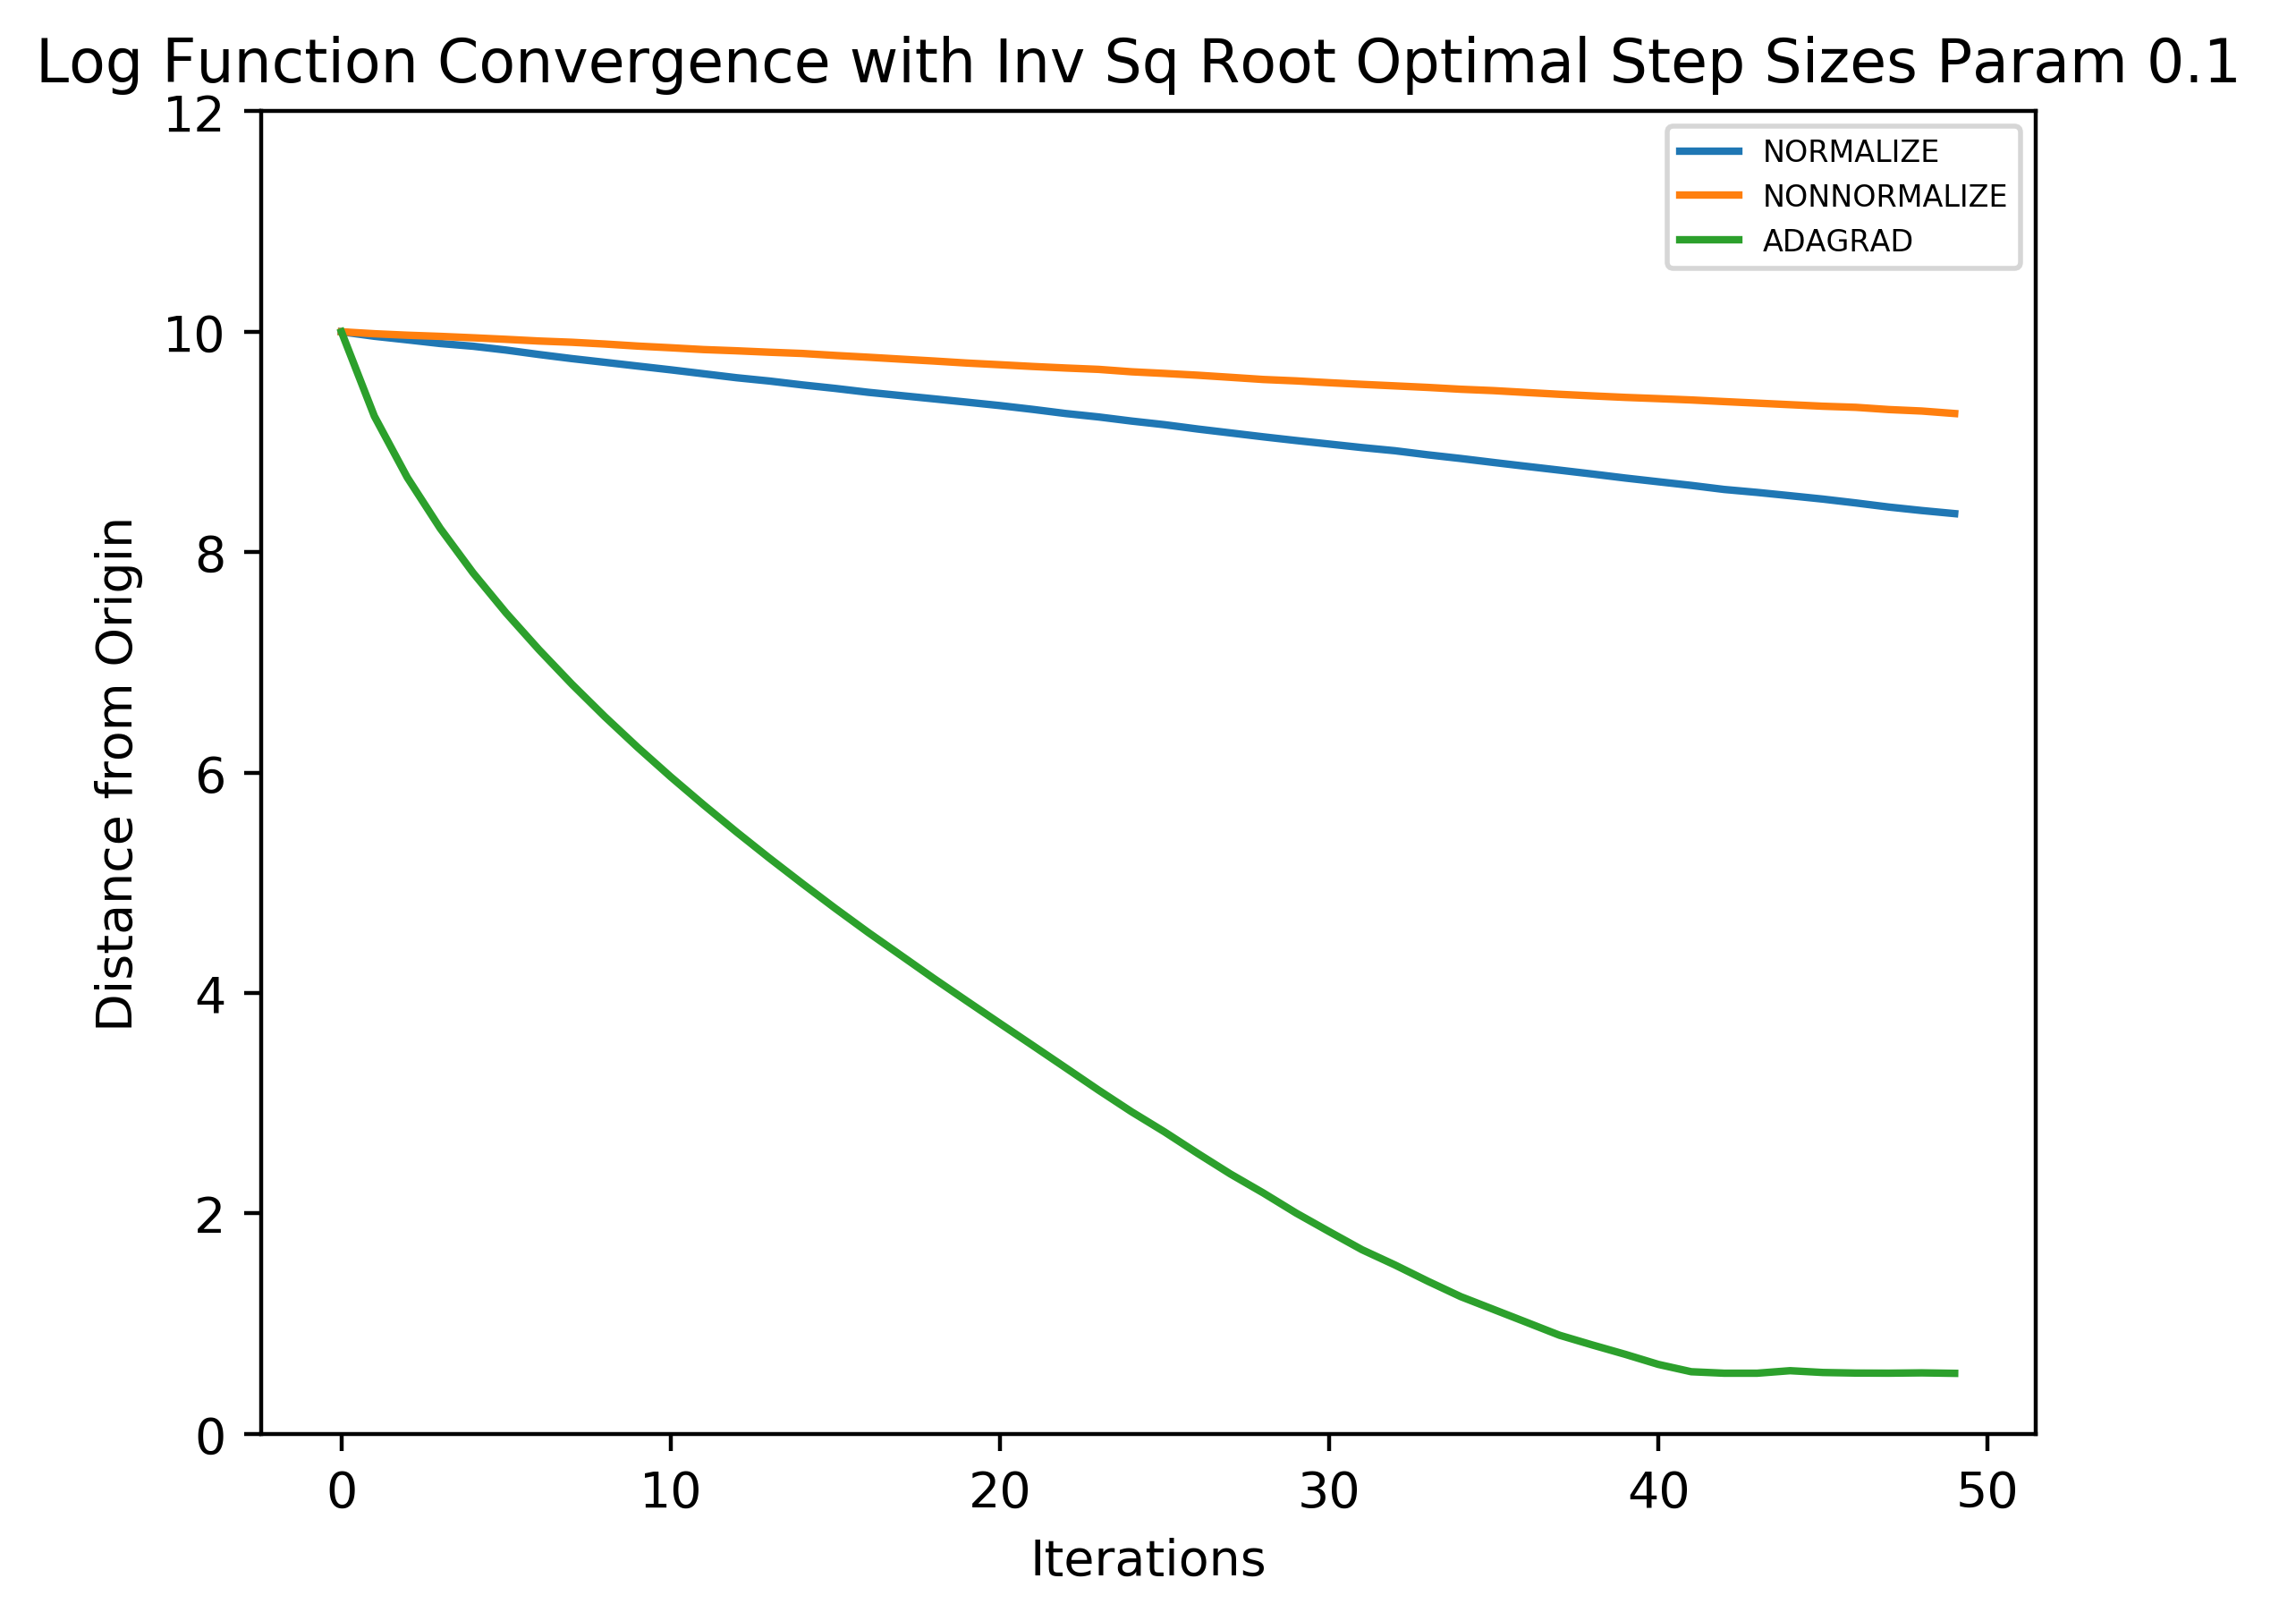 Log Function Convergence with Inv Sq Root Optimal Step Sizes Param 0.1
12
10
8
6
4
2
0
Distance from Origin
NORMALIZE
NONNORMALIZE
ADAGRAD
0 10 20 30 40 50
Iterations